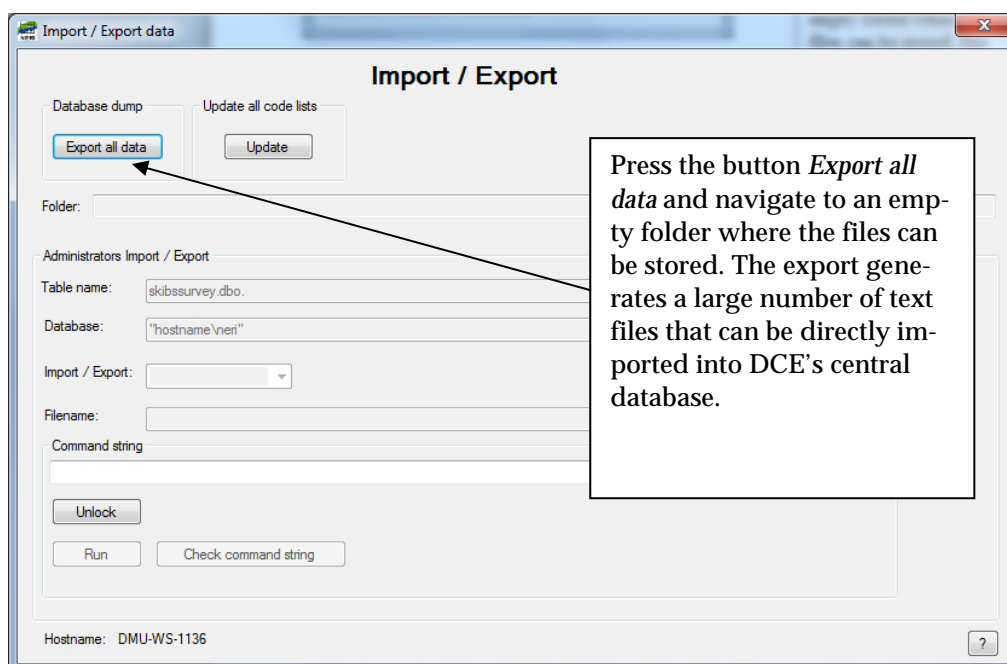 NERI
Import / Export data
Import / Export
Database dump
Update all code lists
Export all data
Update
Folder:
Administrators Import / Export
Table name:
skibssurvey.dbo.
Database:
"hostname\neri"
Import / Export:
Filename:
Command string
Unlock
Run
Check command string
Hostname: DMU-WS-1136
?
Press the button Export all
data and navigate to an emp-
ty folder where the files can
be stored. The export gene-
rates a large number of text
files that can be directly im-
ported into DCE's central
database.